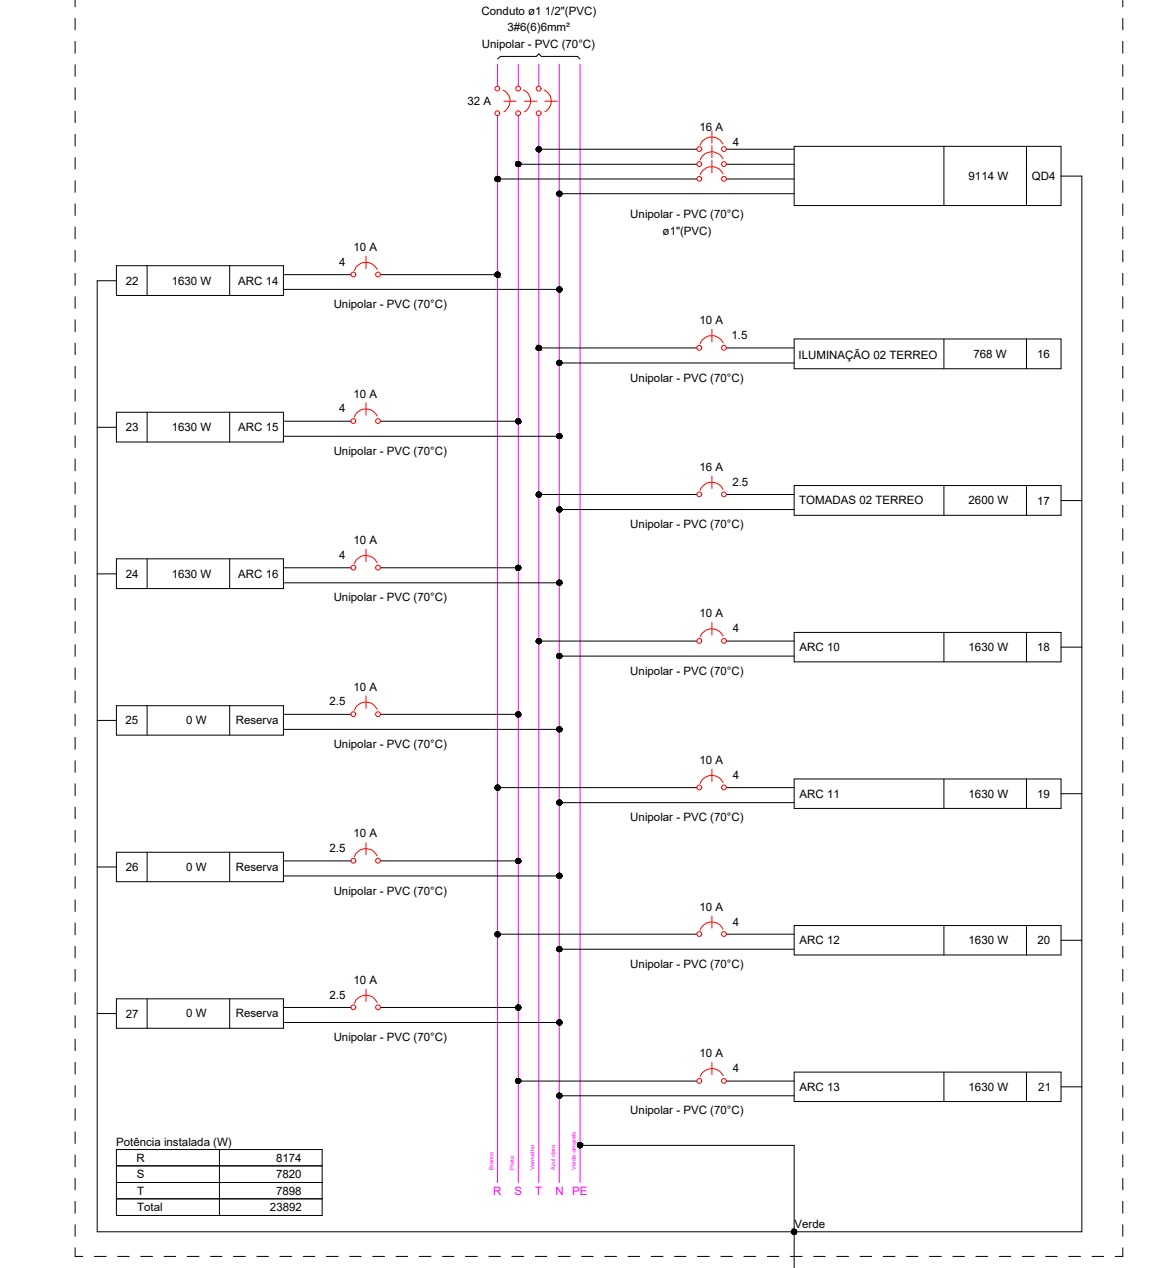 Conduto ø1 1/2"(PVC)
3#6(6)6mm²
Unipolar - PVC (70°C)
32 A
16 A
4
9114 W QD4
Unipolar - PVC (70°C)
ø1"(PVC)
10 A
4
22 1630 W ARC 14
Unipolar - PVC (70°C)
10 A
1.5
ILUMINAÇÃO 02 TERREO 768 W 16
Unipolar - PVC (70°C)
10 A
4
23 1630 W ARC 15
Unipolar - PVC (70°C)
16 A
2.5
TOMADAS 02 TERREO 2600 W 17
Unipolar - PVC (70°C)
10 A
4
24 1630 W ARC 16
Unipolar - PVC (70°C)
10 A
4
ARC 10 1630 W 18
Unipolar - PVC (70°C)
10 A
2.5
25 0 W Reserva
Unipolar - PVC (70°C)
10 A
4
ARC 11 1630 W 19
Unipolar - PVC (70°C)
10 A
2.5
26 0 W Reserva
Unipolar - PVC (70°C)
10 A
4
ARC 12 1630 W 20
Unipolar - PVC (70°C)
10 A
2.5
27 0 W Reserva
Unipolar - PVC (70°C)
10 A
4
ARC 13 1630 W 21
Unipolar - PVC (70°C)
Potência instalada (W)
R 8174
S 7820
T 7898
Total 23892
Branco
Preto
Vermelho
Azul claro
Verde-amarelo
R S T N PE
Verde